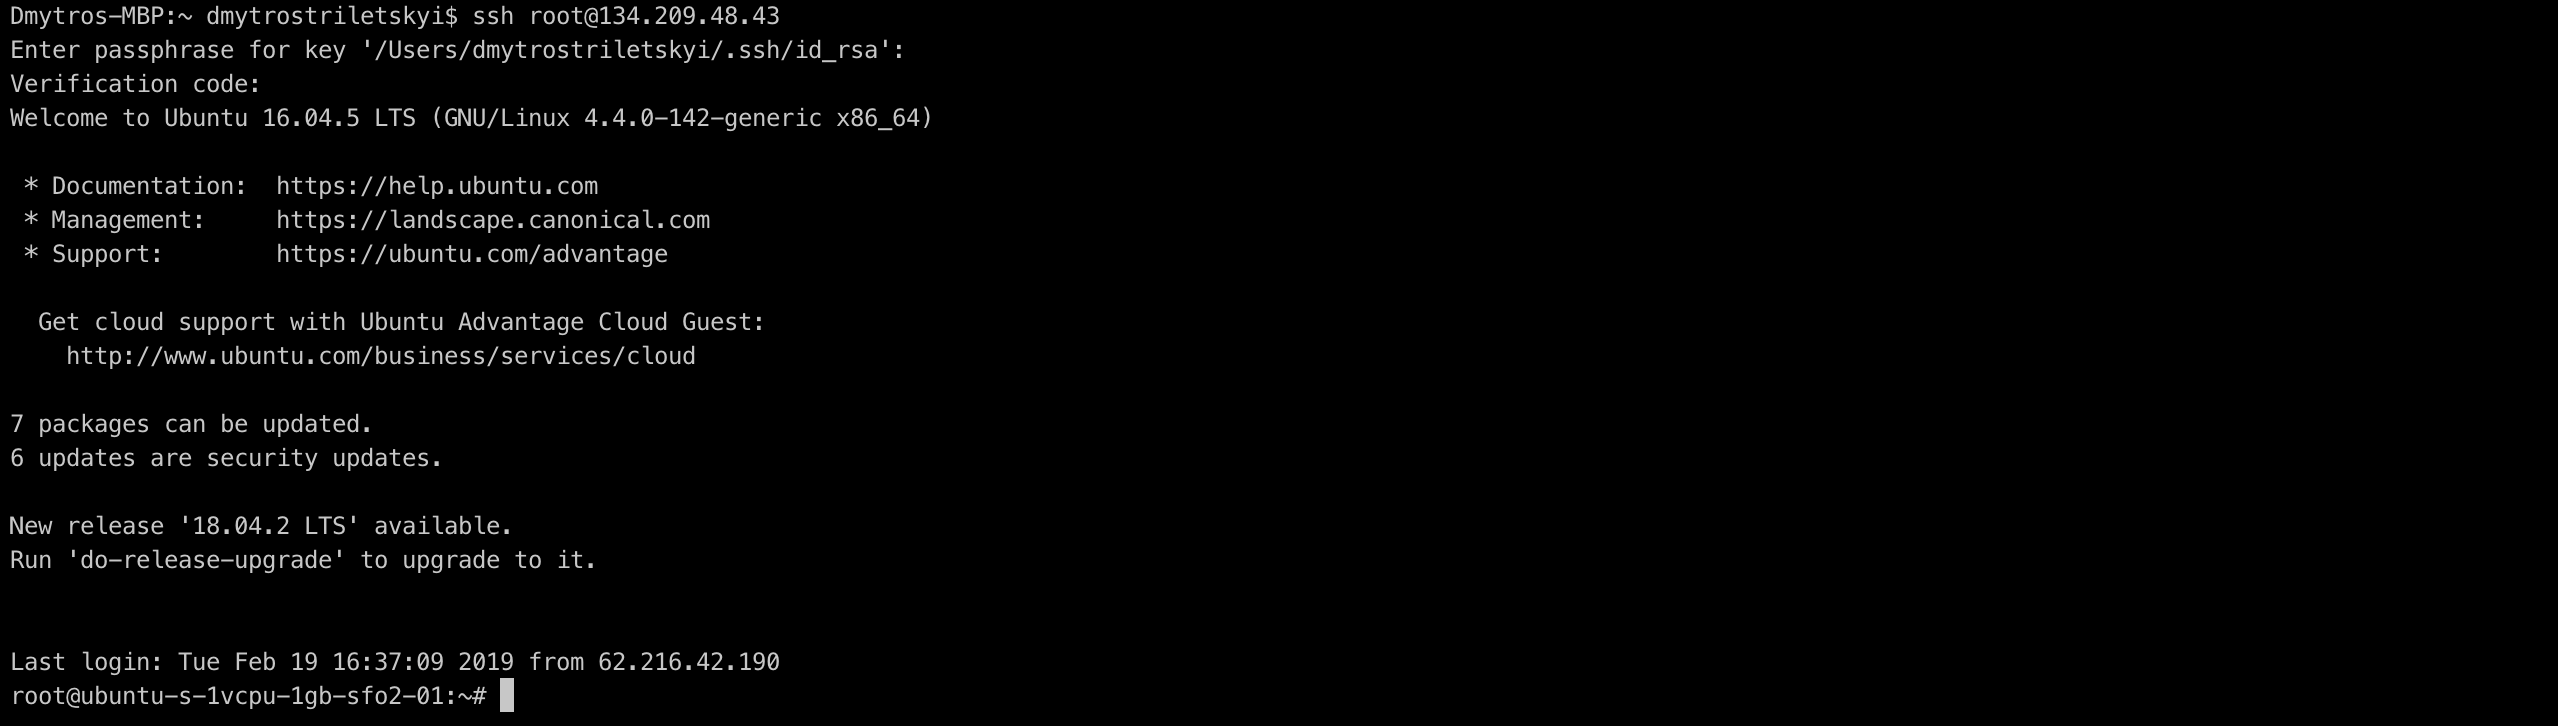 Dmytros-MBP:~ dmytrostriletskyi$ ssh root@134.209.48.43
Enter passphrase for key '/Users/dmytrostriletskyi/.ssh/id_rsa':
Verification code:
Welcome to Ubuntu 16.04.5 LTS (GNU/Linux 4.4.0-142-generic x86_64)

 * Documentation:  https://help.ubuntu.com
 * Management:     https://landscape.canonical.com
 * Support:        https://ubuntu.com/advantage

  Get cloud support with Ubuntu Advantage Cloud Guest:
    http://www.ubuntu.com/business/services/cloud

7 packages can be updated.
6 updates are security updates.

New release '18.04.2 LTS' available.
Run 'do-release-upgrade' to upgrade to it.


Last login: Tue Feb 19 16:37:09 2019 from 62.216.42.190
root@ubuntu-s-1vcpu-1gb-sfo2-01:~#